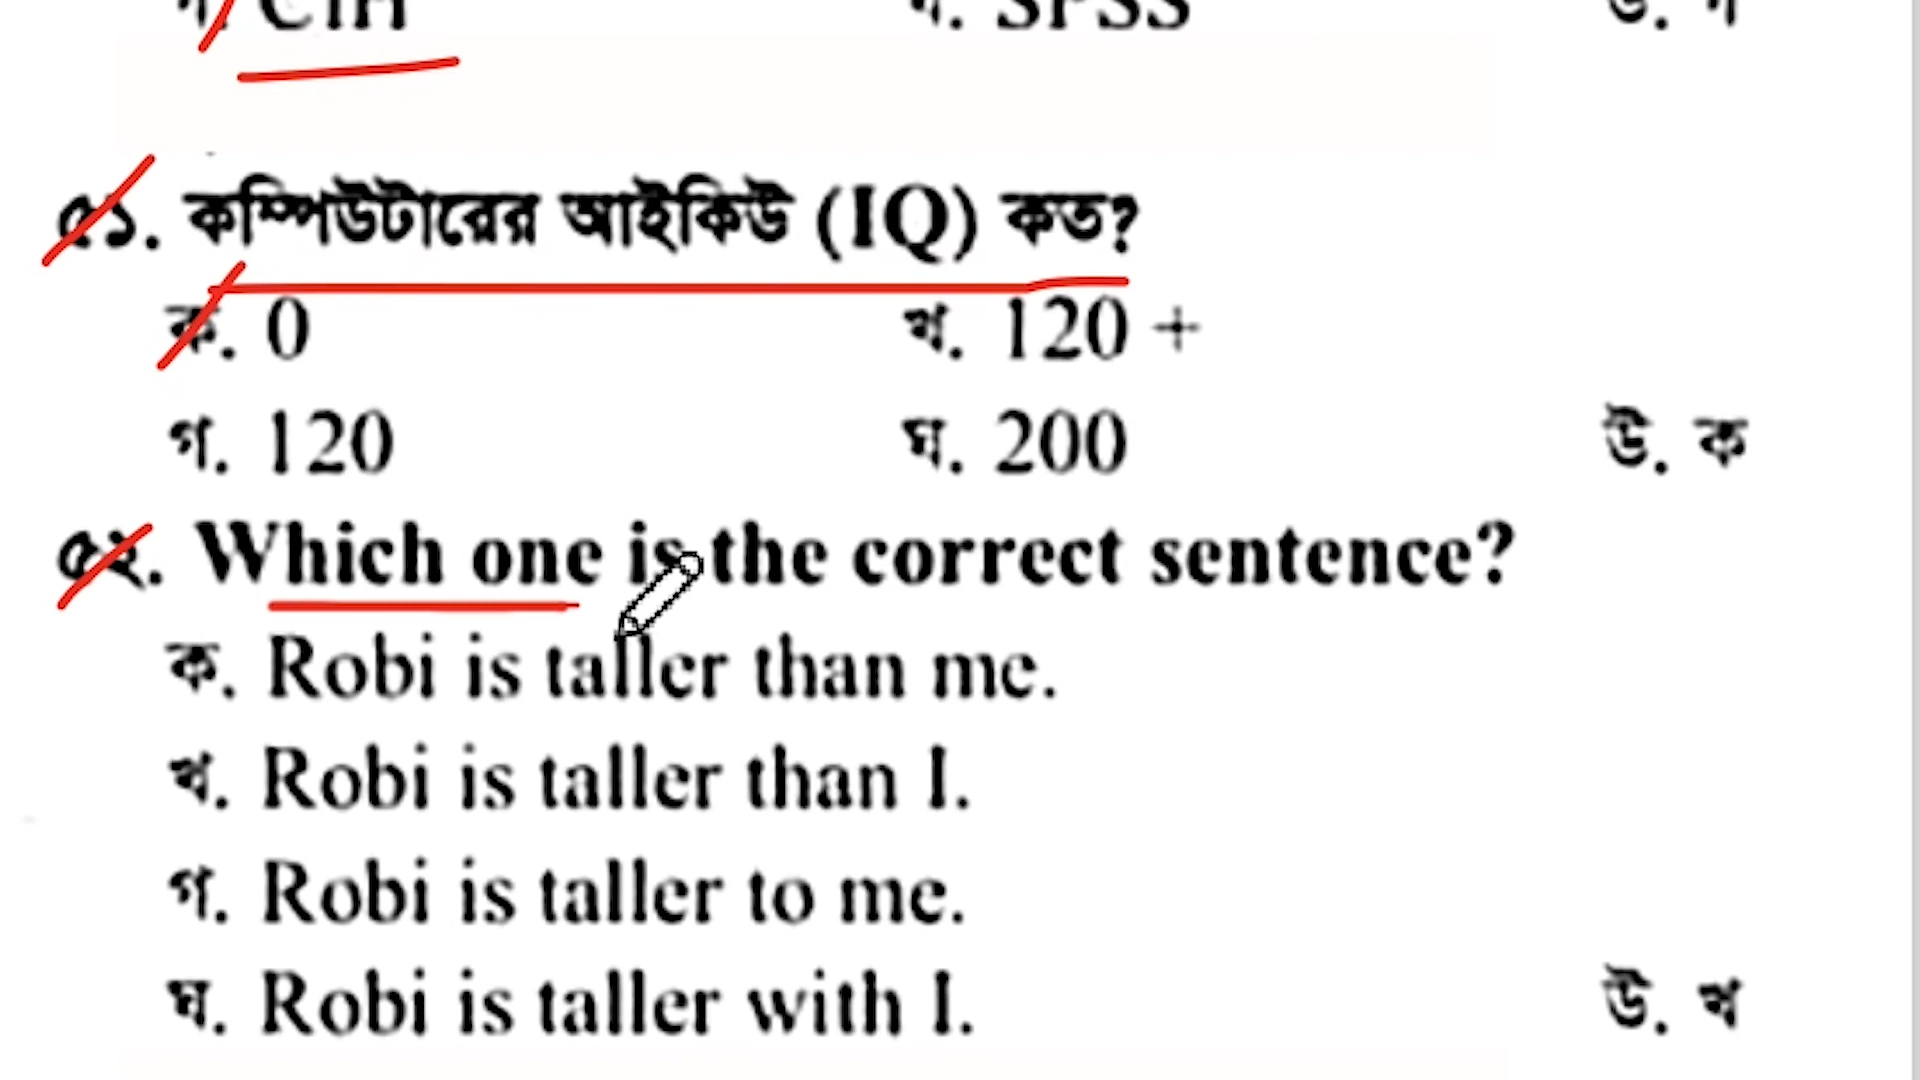 SPSS
৫১. কম্পিউটারের আইকিউ (IQ) কত?
ক. 0 খ. 120 +
গ. 120 ঘ. 200 উ. ক
৫২. Which one is the correct sentence?
ক. Robi is taller than me.
খ. Robi is taller than I.
গ. Robi is taller to me.
ঘ. Robi is taller with I. উ. খ